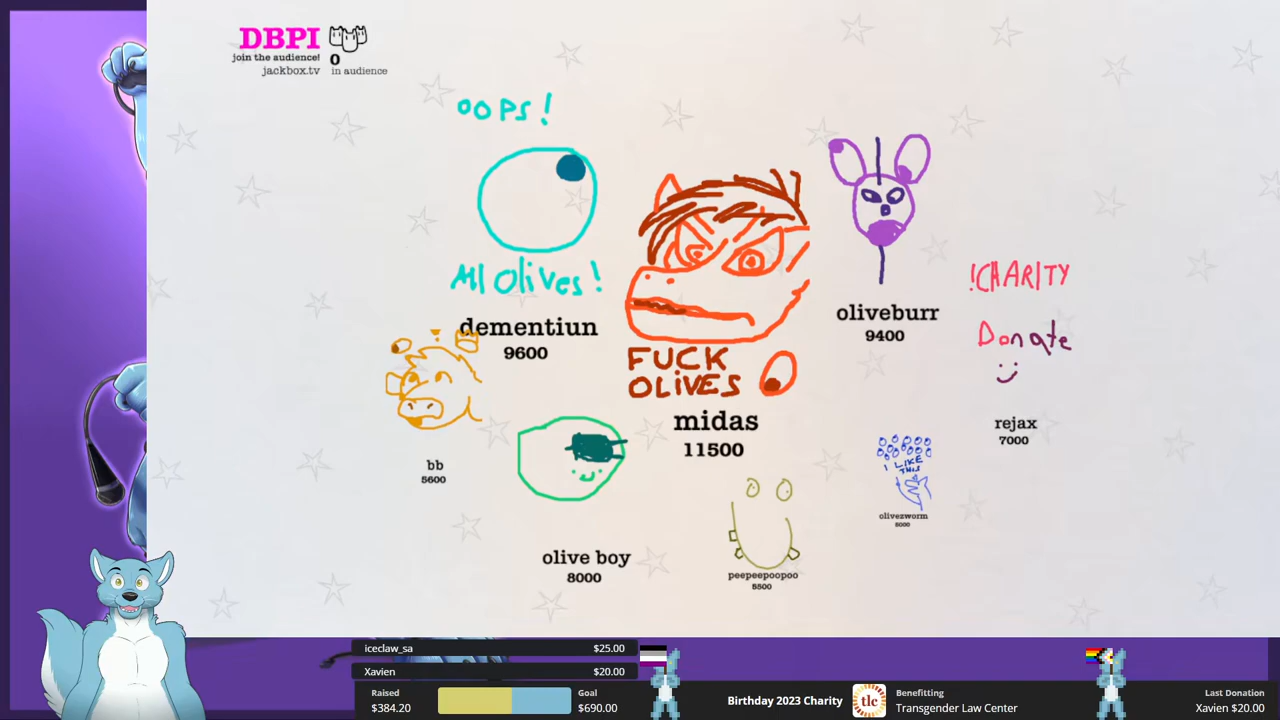 DBPI
join the audience!
jackbox.tv
0
in audience
OOPS!
All Olives!
dementiun
9600
FUCK
OLIVES
midas
11500
oliveburr
9400
!CHARITY
Donate
rejax
7000
bb
5600
olive boy
8000
peepeepoopoo
5500
I LIKE
THIS
olivezworm
iceclaw_sa $25.00
Xavien $20.00
Raised
$384.20
Goal
$690.00
Birthday 2023 Charity
tlc
Benefitting
Transgender Law Center
Last Donation
Xavien $20.00